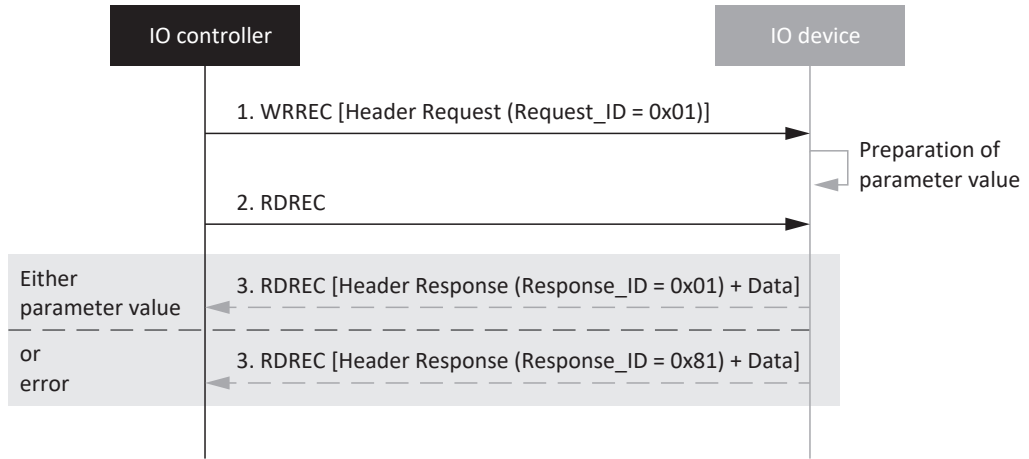 IO controller
IO device
1. WRREC [Header Request (Request_ID = 0x01)]
Preparation of
parameter value
2. RDREC
Either
parameter value
3. RDREC [Header Response (Response_ID = 0x01) + Data]
or
error
3. RDREC [Header Response (Response_ID = 0x81) + Data]